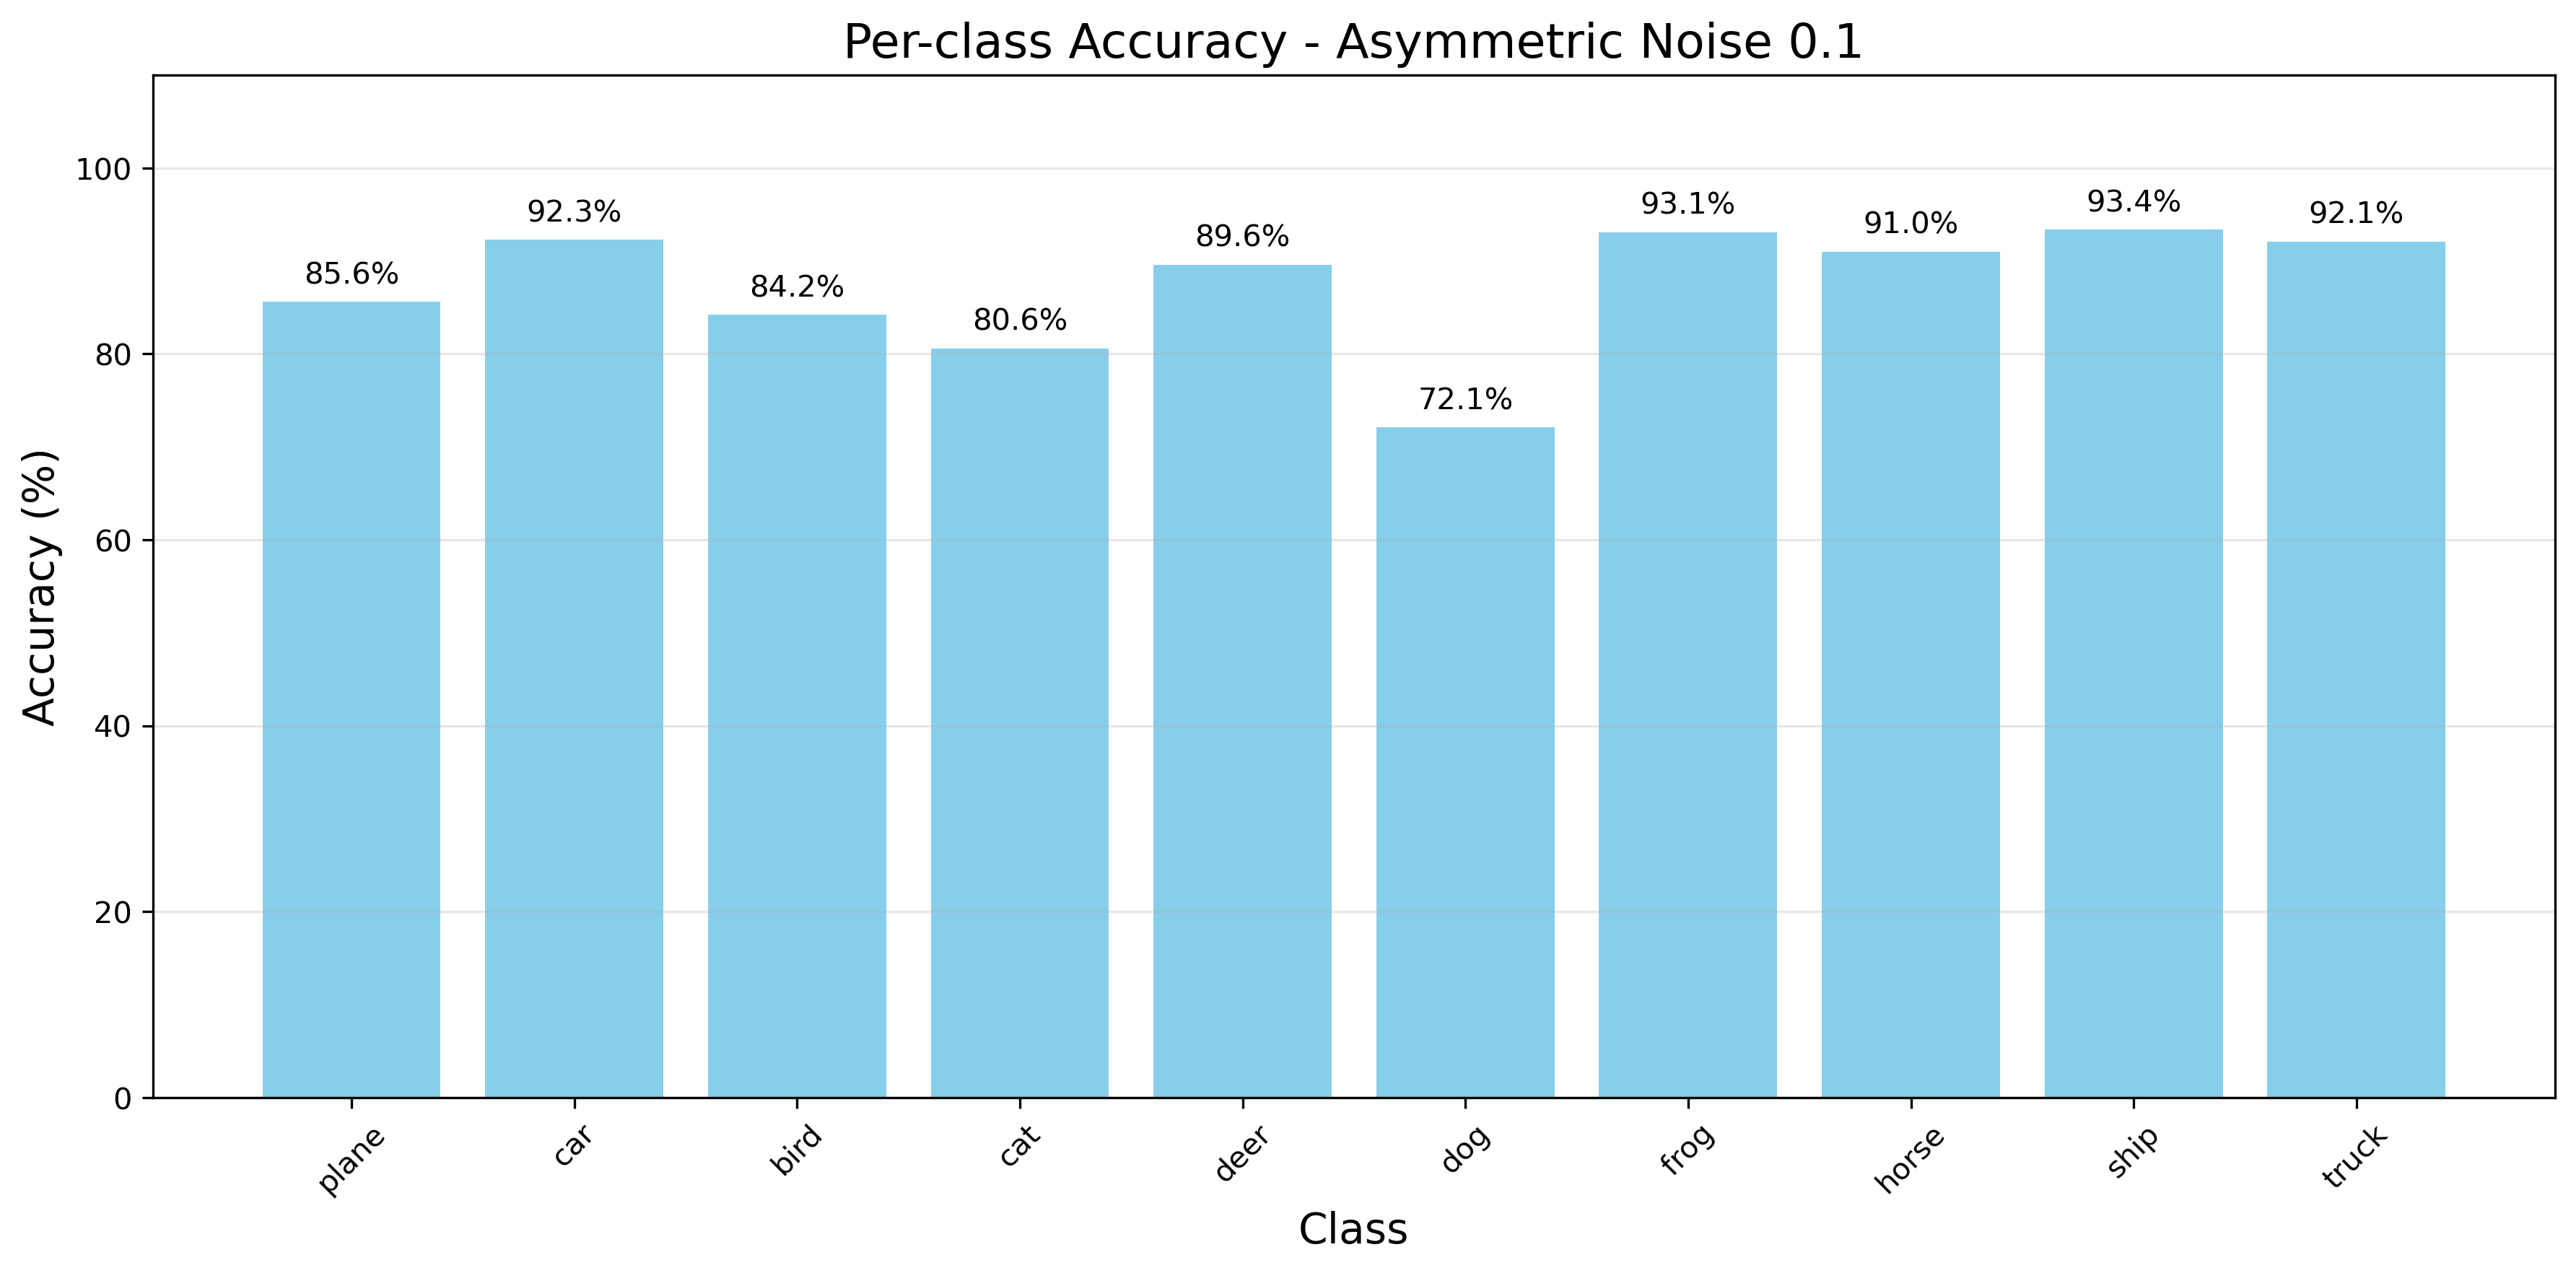 Per-class Accuracy - Asymmetric Noise 0.1
Accuracy (%)
100
80
60
40
20
0
85.6%
92.3%
84.2%
80.6%
89.6%
72.1%
93.1%
91.0%
93.4%
92.1%
plane
car
bird
cat
deer
dog
frog
horse
ship
truck
Class